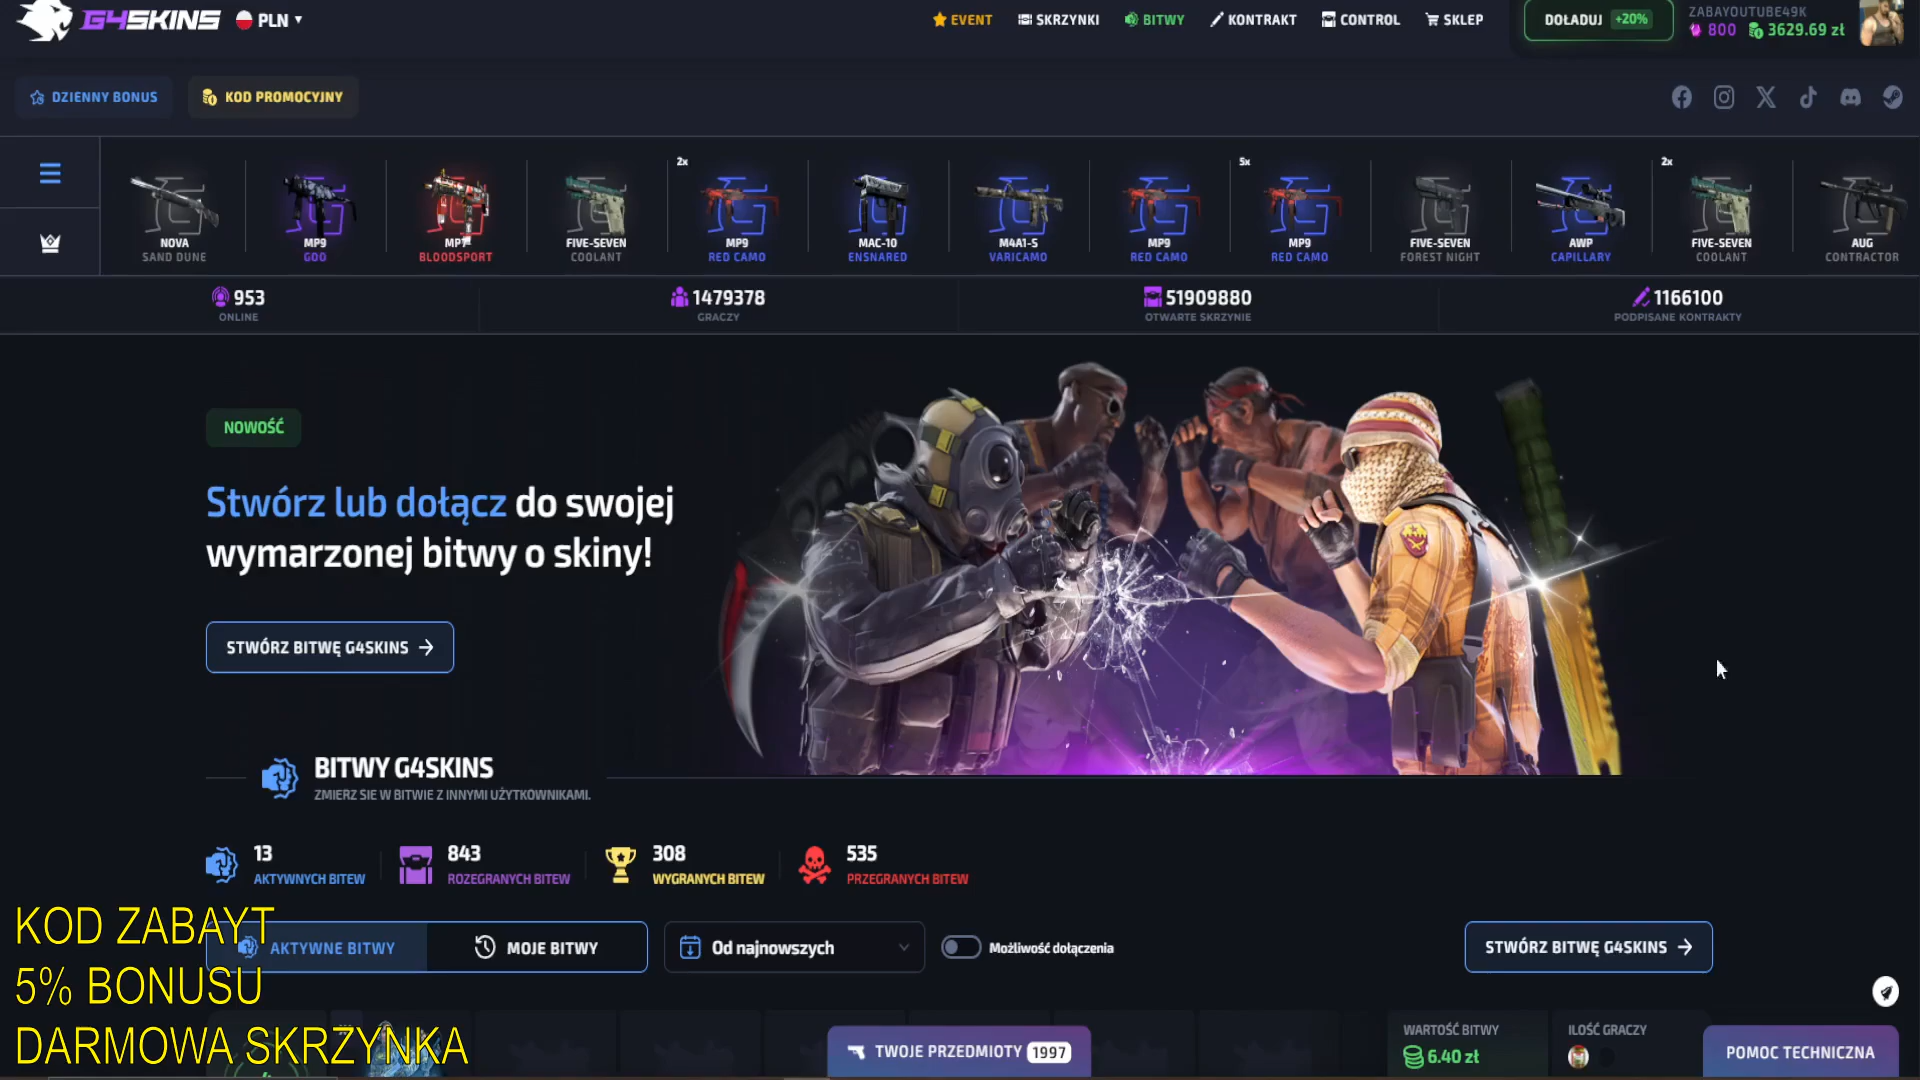 G4SKINS
PLN
EVENT
SKRZYNKI
BITWY
KONTRAKT
CONTROL
SKLEP
DOŁADUJ +20%
ZABAYOUTUBE49K
800 3629.69 zł
DZIENNY BONUS
KOD PROMOCYJNY
NOVA
SAND DUNE
MP9
GOO
MP7
BLOODSPORT
FIVE-SEVEN
COOLANT
2x
MP9
RED CAMO
MAC-10
ENSNARED
M4A1-S
VARICAMO
MP9
RED CAMO
5x
MP9
RED CAMO
FIVE-SEVEN
FOREST NIGHT
AWP
CAPILLARY
2x
FIVE-SEVEN
COOLANT
AUG
CONTRACTOR
953
ONLINE
1479378
GRACZY
51909880
OTWARTE SKRZYNIE
1166100
PODPISANE KONTRAKTY
NOWOŚĆ
Stwórz lub dołącz do swojej
wymarzonej bitwy o skiny!
STWÓRZ BITWĘ G4SKINS
BITWY G4SKINS
ZMIERZ SIE W BITWIE Z INNYMI UŻYTKOWNIKAMI.
13
AKTYWNYCH BITEW
843
ROZEGRANYCH BITEW
308
WYGRANYCH BITEW
535
PRZEGRANYCH BITEW
AKTYWNE BITWY
MOJE BITWY
Od najnowszych
Możliwość dołączenia
STWÓRZ BITWĘ G4SKINS
KOD ZABAYT
5% BONUSU
DARMOWA SKRZYNKA
TWOJE PRZEDMIOTY 1997
WARTOŚĆ BITWY
6.40 zł
ILOŚĆ GRACZY
POMOC TECHNICZNA